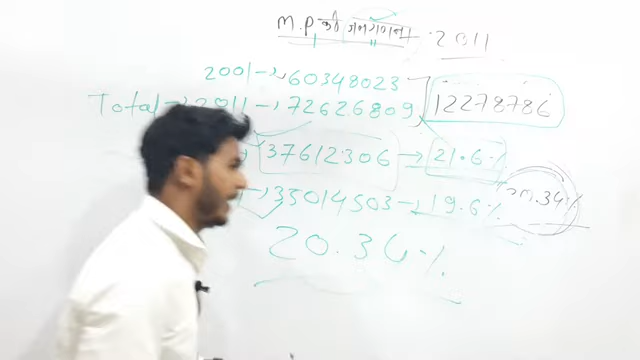 M.P की जनगणना - 2011
2001 → 60348023
Total → 2011 → 72626809 12278786
37612306 → 21.6%
35014503 → 19.6% 20.34%
20.36%